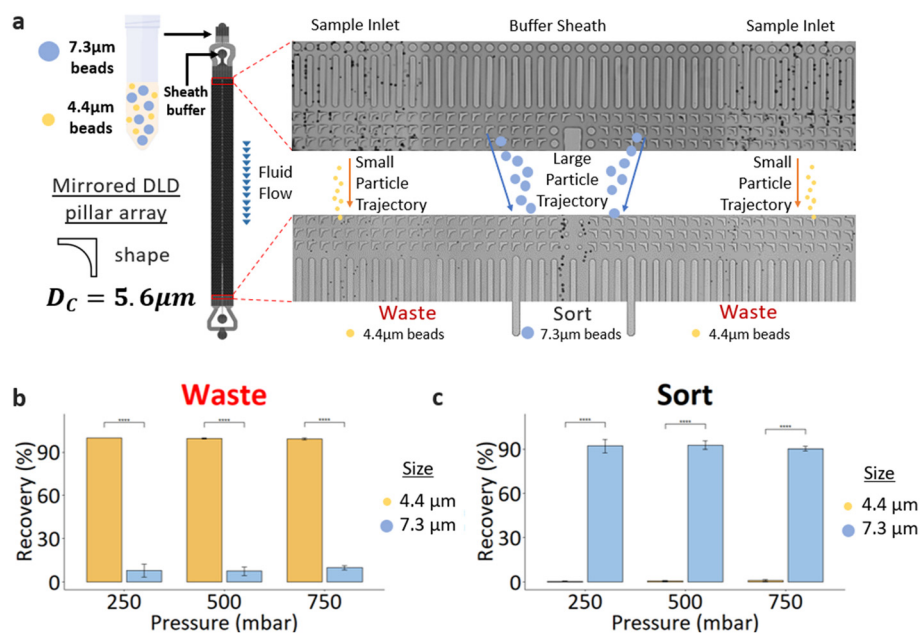 a
Sample Inlet
Buffer Sheath
Sample Inlet
7.3µm
beads
4.4µm
beads
Sheath
buffer
Fluid
Flow
Small
Particle
Trajectory
Large
Particle
Trajectory
Small
Particle
Trajectory
Mirrored DLD
pillar array
shape
D_C = 5.6µm
Waste
4.4µm beads
Sort
7.3µm beads
Waste
4.4µm beads
b
Waste
Recovery (%)
90
60
30
0
****
****
****
250
500
750
Pressure (mbar)
Size
4.4 µm
7.3 µm
c
Sort
Recovery (%)
90
60
30
0
****
****
****
250
500
750
Pressure (mbar)
Size
4.4 µm
7.3 µm